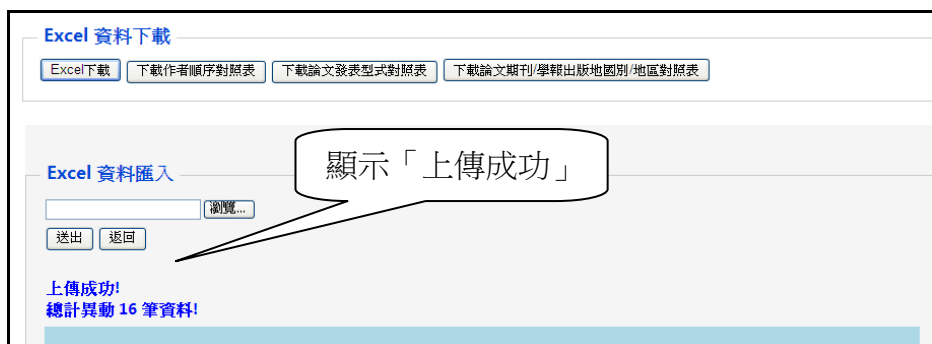 Excel 資料下載
Excel下載 下載作者順序對照表 下載論文發表型式對照表 下載論文期刊/學報出版地國別/地區對照表
顯示「上傳成功」
Excel 資料匯入
瀏覽...
送出 返回
上傳成功!
總計異動 16 筆資料!